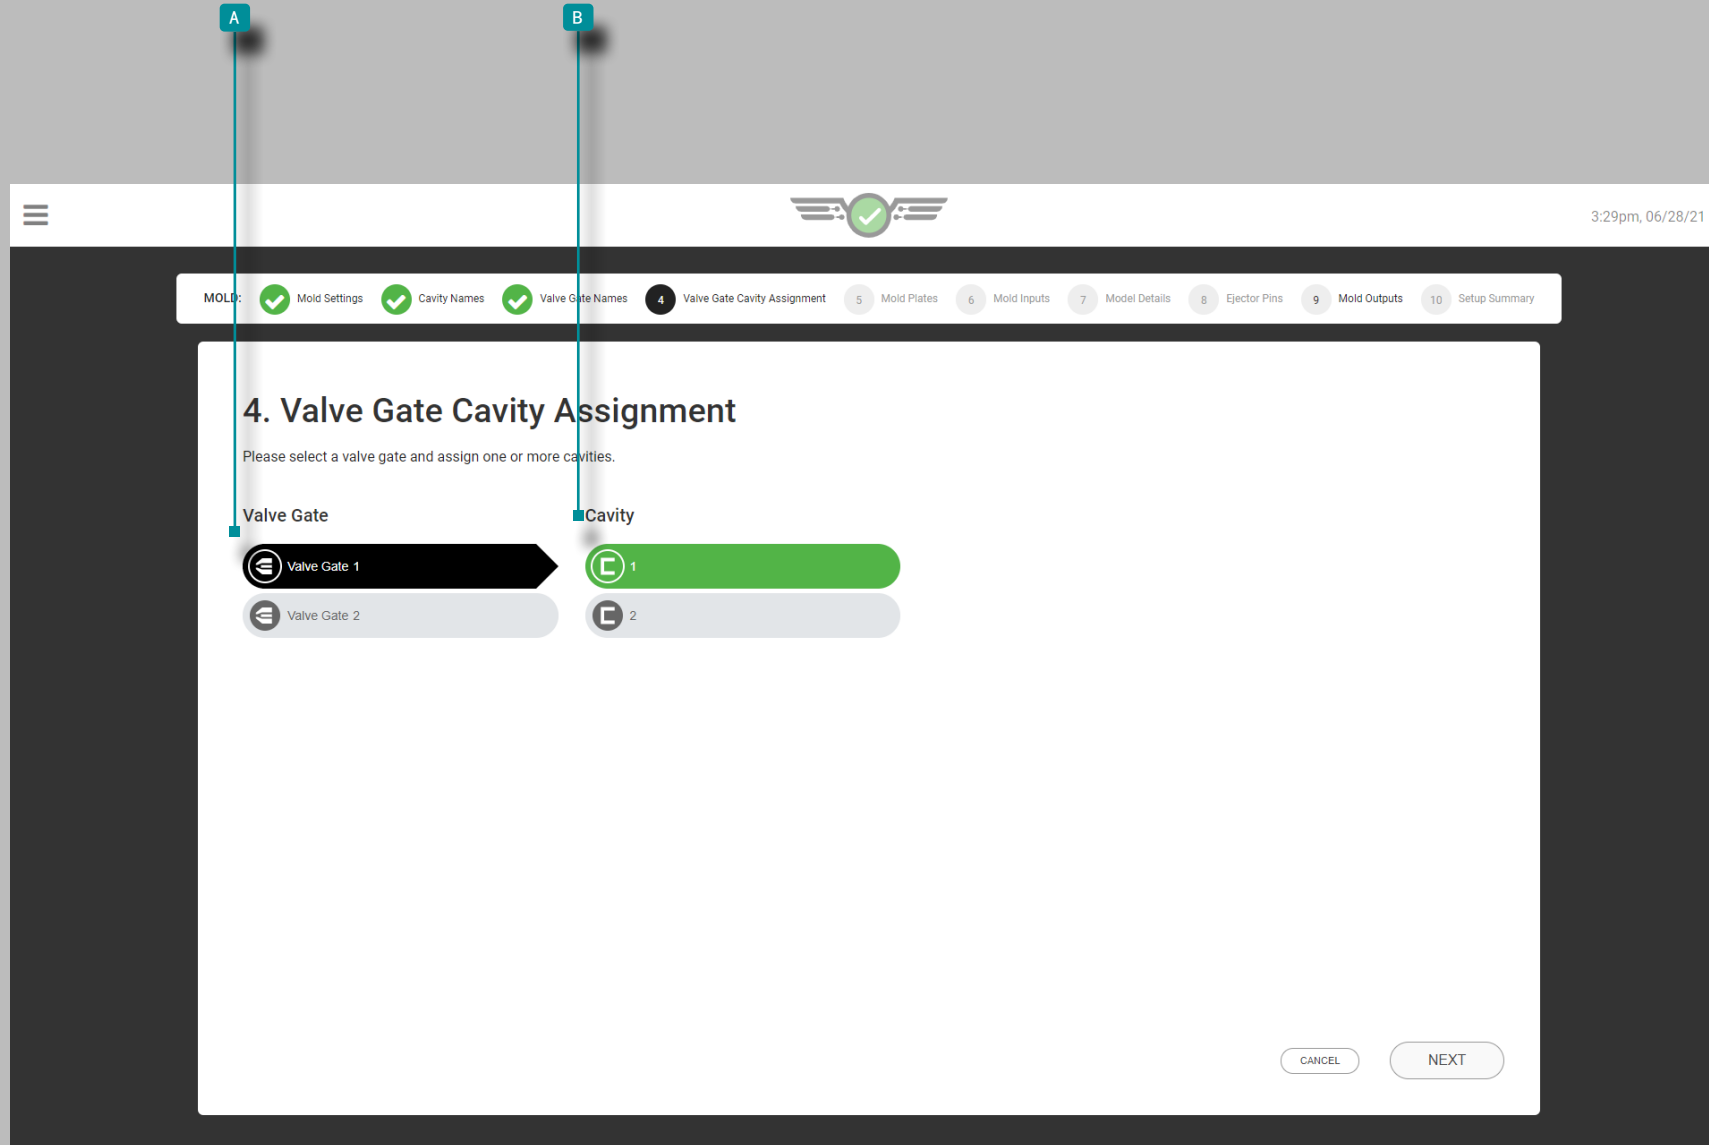 A B
3:29pm, 06/28/21
MOLD: Mold Settings Cavity Names Valve Gate Names 4 Valve Gate Cavity Assignment 5 Mold Plates 6 Mold Inputs 7 Model Details 8 Ejector Pins 9 Mold Outputs 10 Setup Summary
4. Valve Gate Cavity Assignment
Please select a valve gate and assign one or more cavities.
Valve Gate Cavity
Valve Gate 1 1
Valve Gate 2 2
CANCEL NEXT